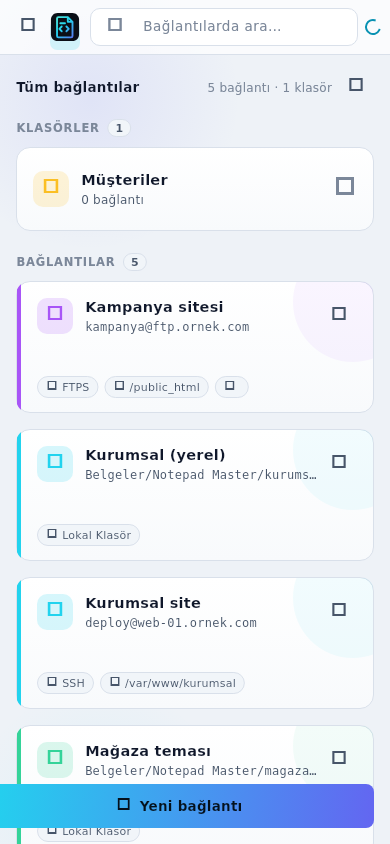 Bağlantılarda ara...
Tüm bağlantılar
5 bağlantı · 1 klasör
KLASÖRLER 1
Müşteriler
0 bağlantı
BAĞLANTILAR 5
Kampanya sitesi
kampanya@ftp.ornek.com
FTPS /public_html
Kurumsal (yerel)
Belgeler/Notepad Master/kurums…
Lokal Klasör
Kurumsal site
deploy@web-01.ornek.com
SSH /var/www/kurumsal
Mağaza teması
Belgeler/Notepad Master/magaza…
Yeni bağlantı
Lokal Klasör